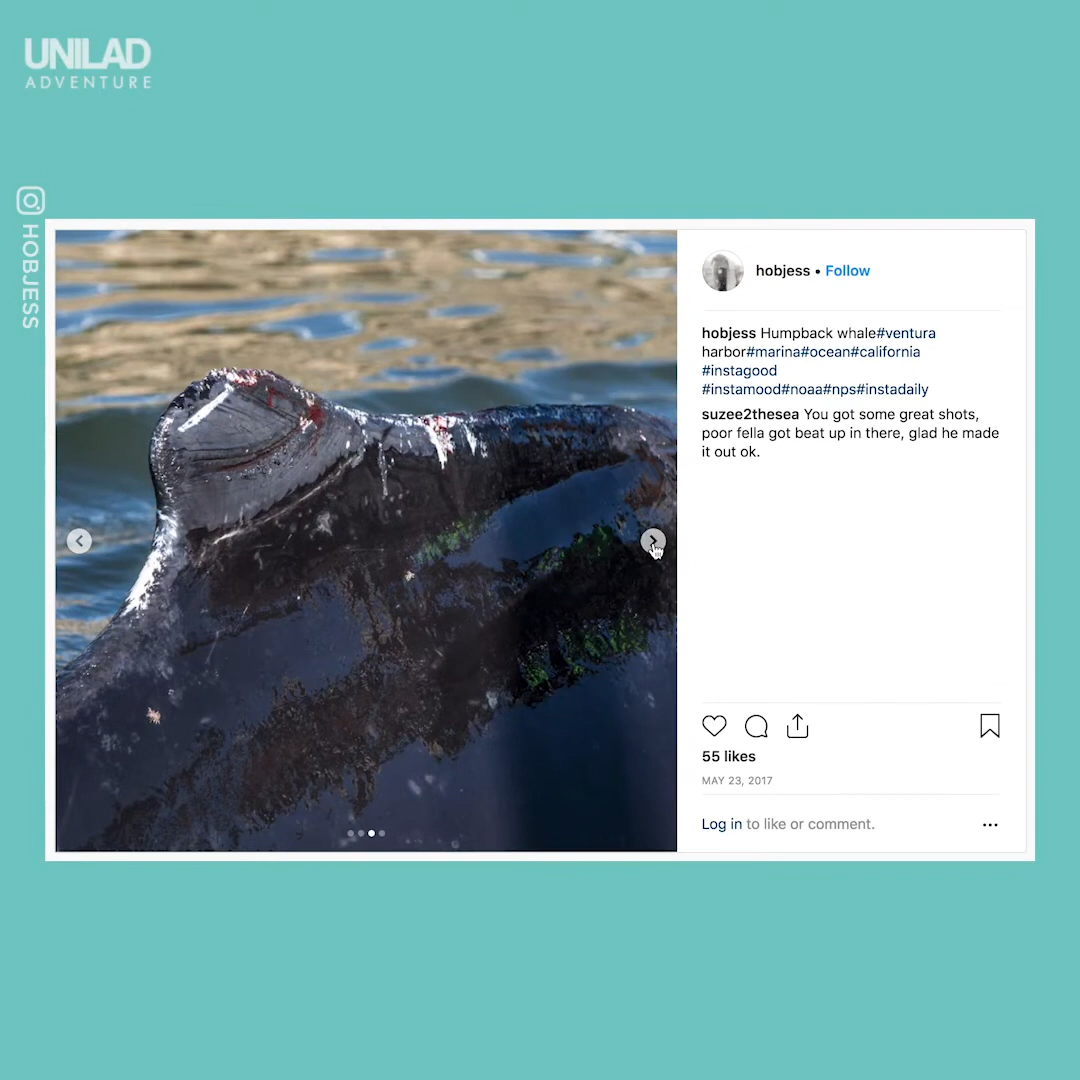 UNILAD
ADVENTURE
HOBJESS
hobjess • Follow
hobjess Humpback whale#ventura
harbor#marina#ocean#california
#instagood
#instamood#noaa#nps#instadaily
suzee2thesea You got some great shots,
poor fella got beat up in there, glad he made
it out ok.
55 likes
MAY 23, 2017
Log in to like or comment.